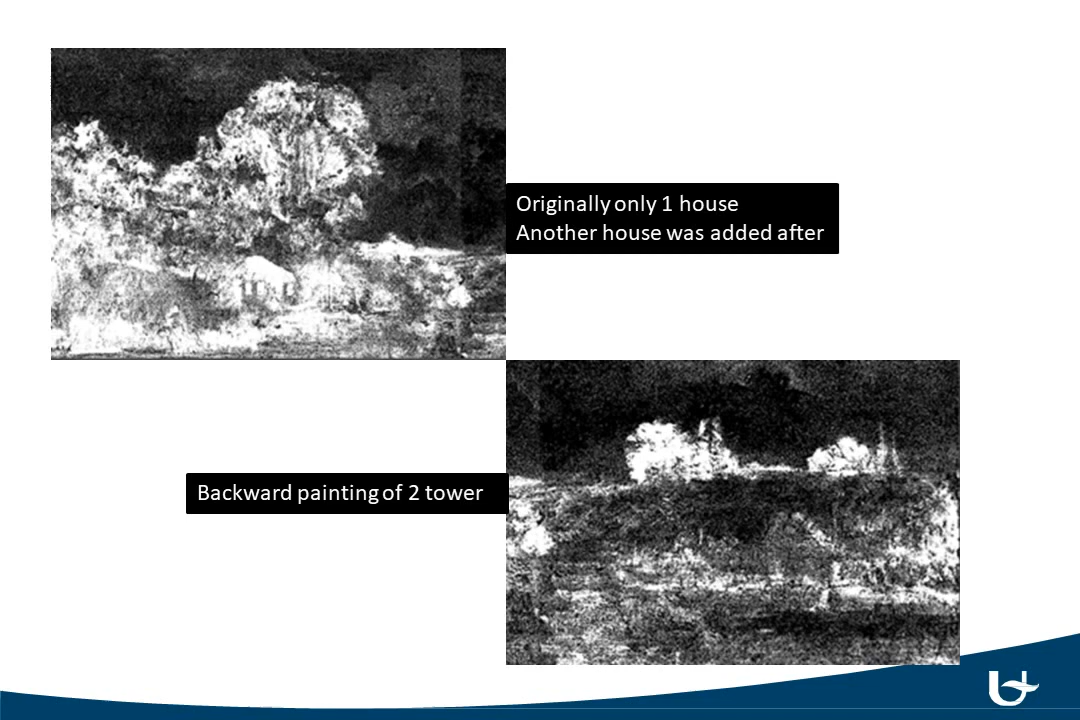 Originally only 1 house
Another house was added after
Backward painting of 2 tower